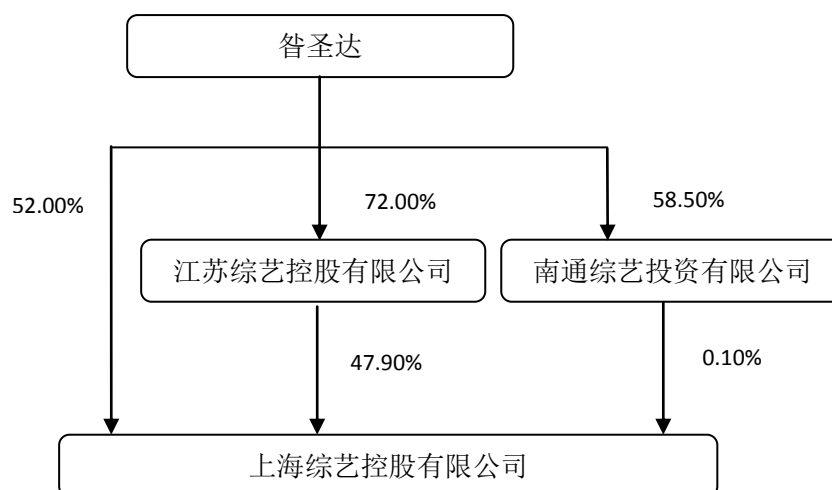 昝圣达
52.00%
72.00%
58.50%
江苏综艺控股有限公司
南通综艺投资有限公司
47.90%
0.10%
上海综艺控股有限公司